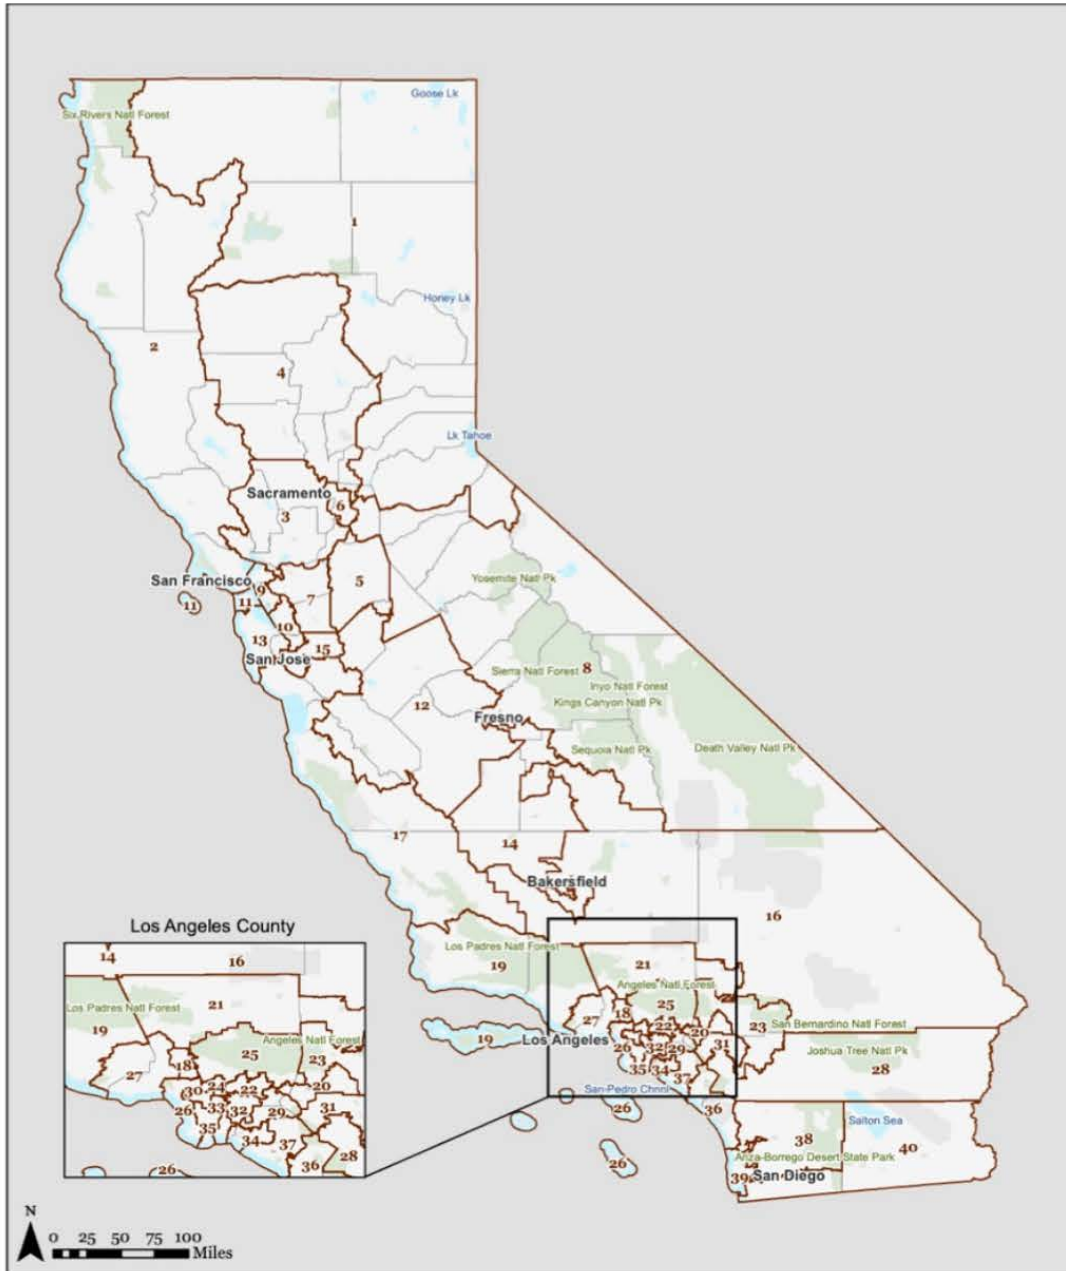 Goose Lk
Six Rivers Natl Forest
1
Honey Lk
2
4
Lk Tahoe
Sacramento
6
3
San Francisco
Yosemite Natl Pk
9
5
7
11
11
10
13
15
San Jose
8
Sierra Natl Forest
Inyo Natl Forest
Kings Canyon Natl Pk
12
Fresno
Sequoia Natl Pk
Death Valley Natl Pk
17
14
Bakersfield
16
Los Padres Natl Forest
19
21
Angeles Natl Forest
25
18
27
22
20
23
San Bernardino Natl Forest
19
Los Angeles
26
32
29
31
Joshua Tree Natl Pk
28
35
34
37
San Pedro Chnnl
26
36
26
Salton Sea
38
40
Anza-Borrego Desert State Park
39
San Diego
Los Angeles County
14
16
21
Los Padres Natl Forest
19
Angeles Natl Forest
25
23
18
27
30
24
22
20
26
33
32
29
31
35
34
37
28
36
26
N
0 25 50 75 100
Miles